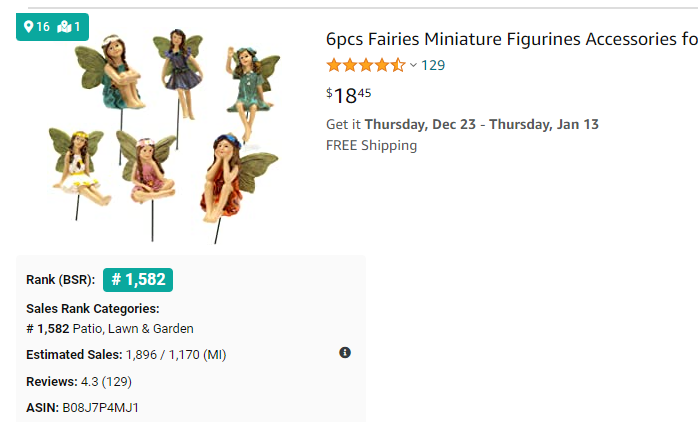 16 1
6pcs Fairies Miniature Figurines Accessories fo
129
$18 45
Get it Thursday, Dec 23 - Thursday, Jan 13
FREE Shipping
Rank (BSR): # 1,582
Sales Rank Categories:
# 1,582 Patio, Lawn & Garden
Estimated Sales: 1,896 / 1,170 (MI)
Reviews: 4.3 (129)
ASIN: B08J7P4MJ1